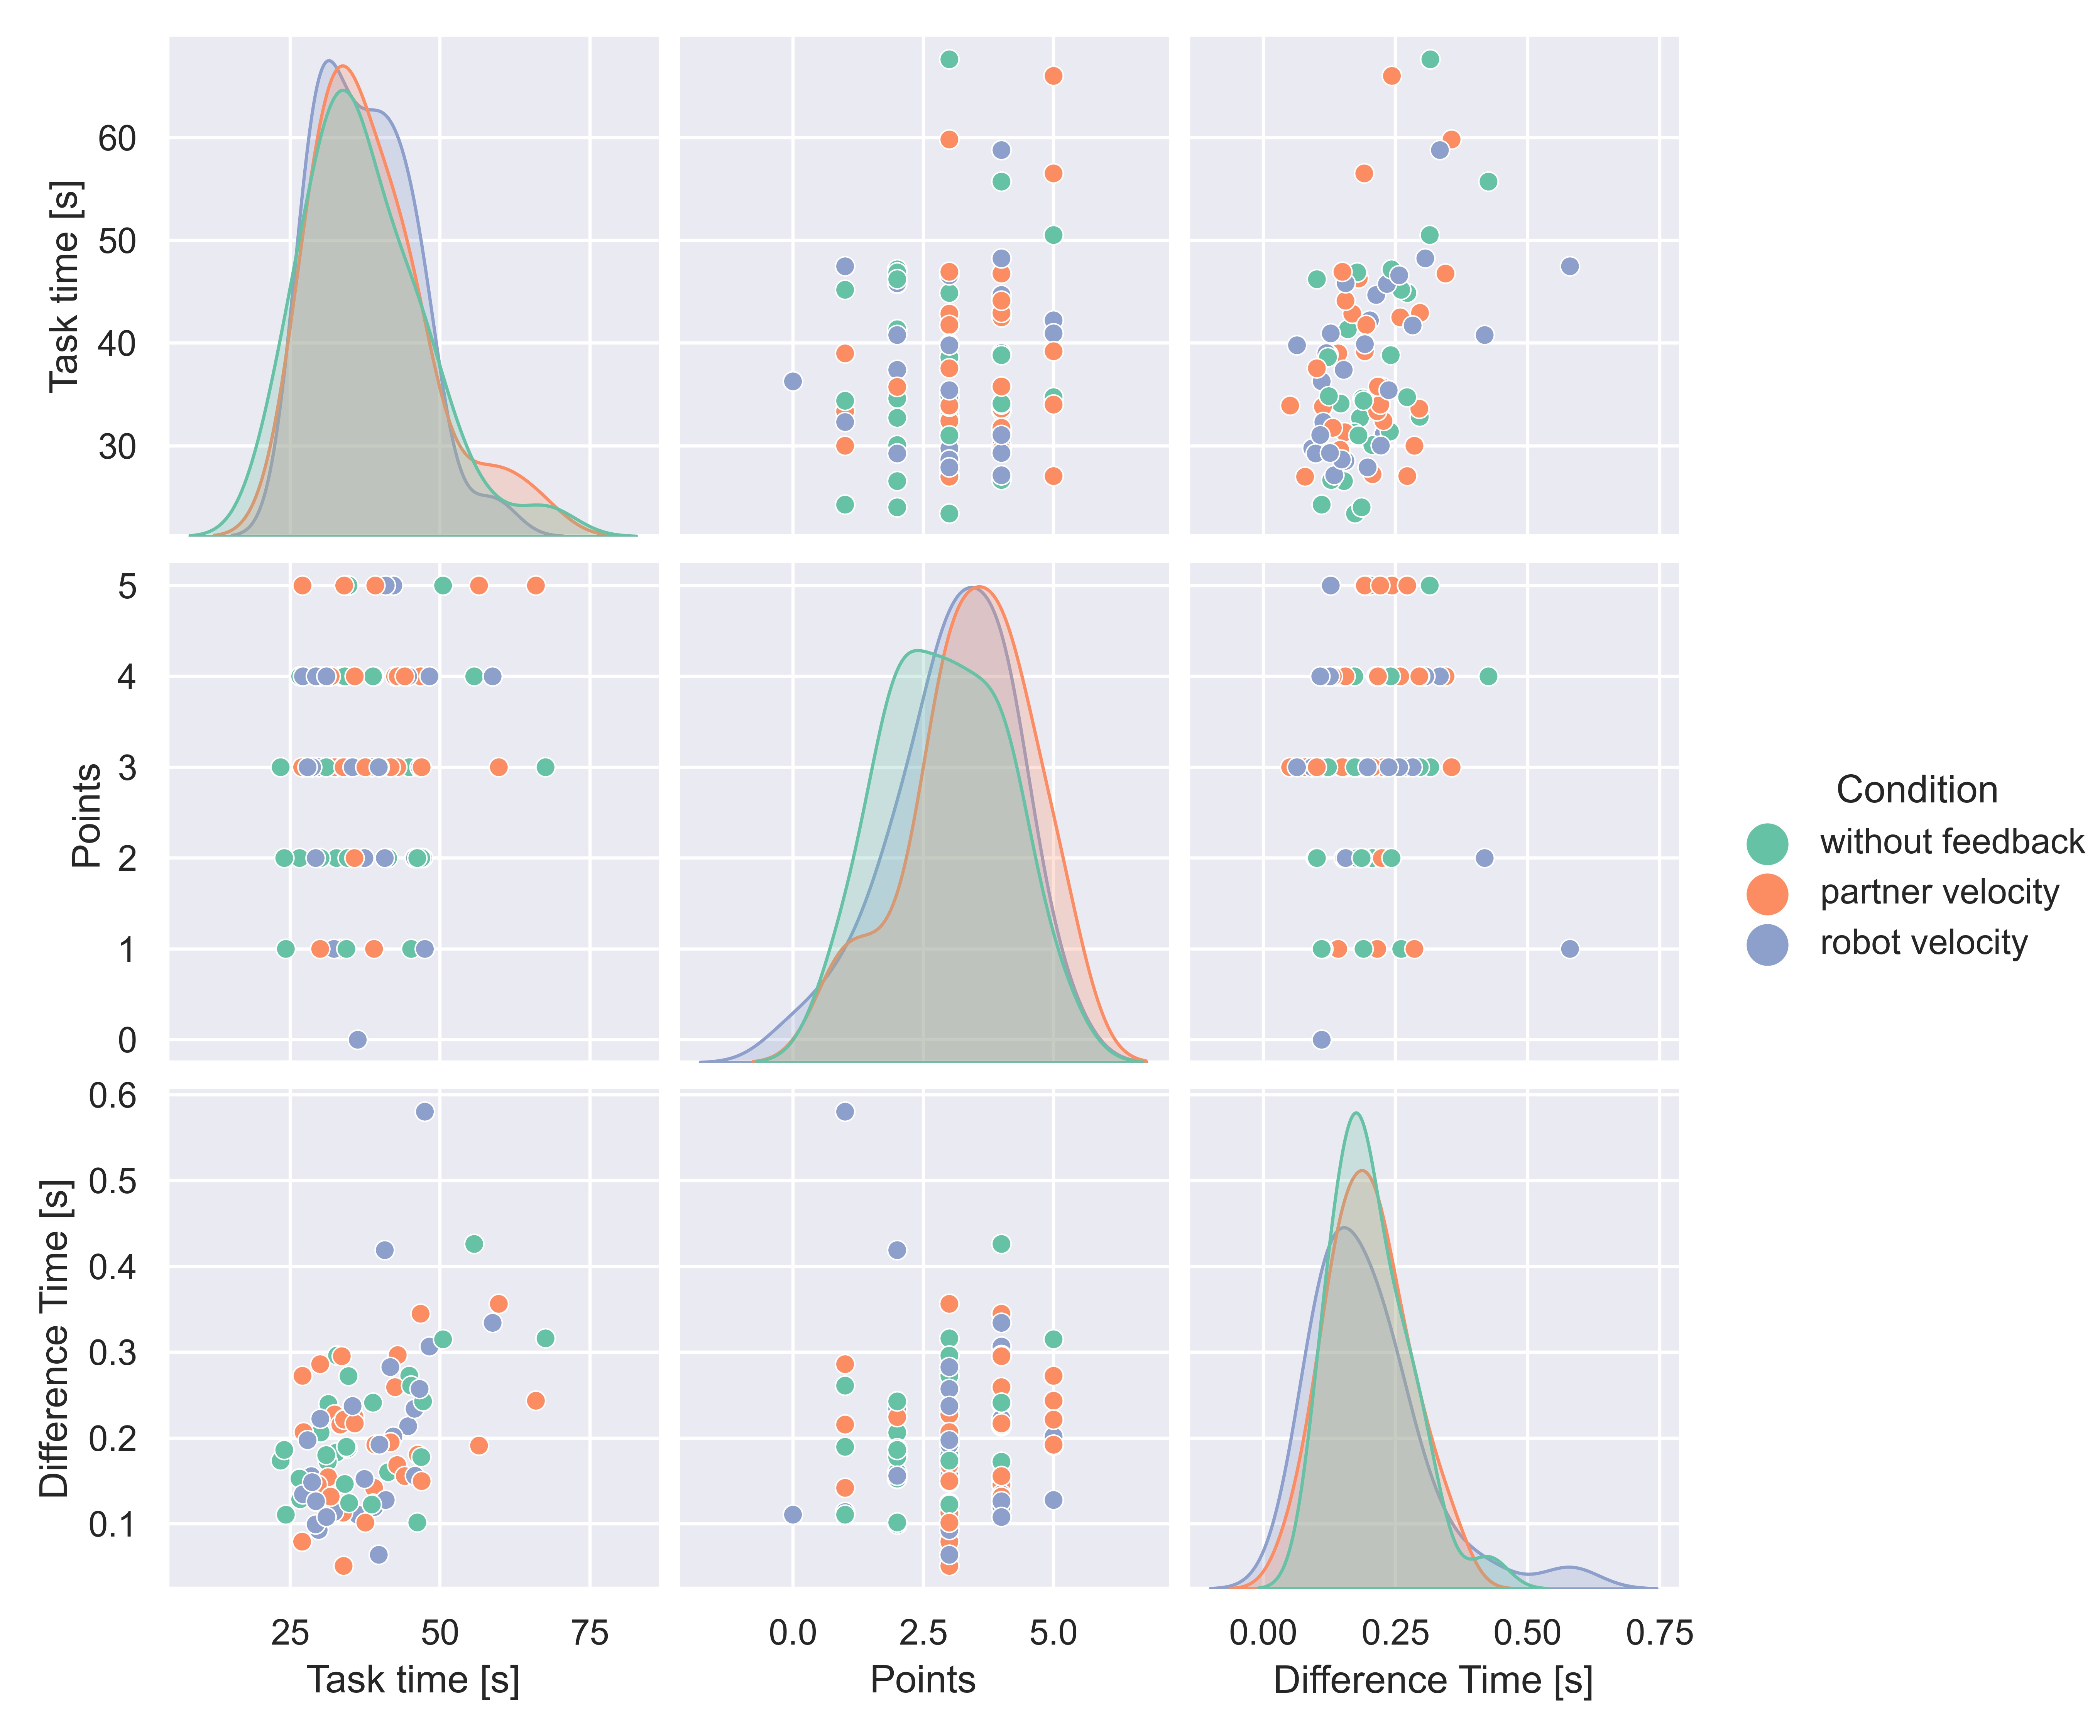 Task time [s]
60
50
40
30
Points
5
4
3
2
1
0
Difference Time [s]
0.6
0.5
0.4
0.3
0.2
0.1
25 50 75
Task time [s]
0.0 2.5 5.0
Points
0.00 0.25 0.50 0.75
Difference Time [s]
Condition
without feedback
partner velocity
robot velocity